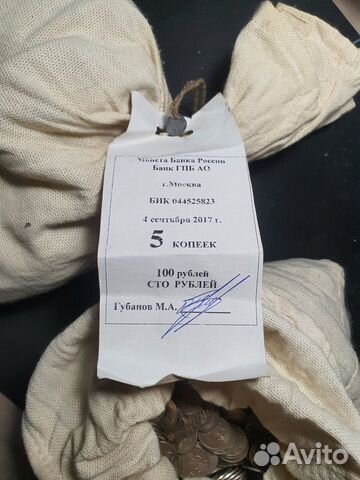 Монета Банка России
Банк ГПБ АО
г.Москва
БИК 044525823
4 сентября 2017 г.
5 КОПЕЕК
100 рублей
СТО РУБЛЕЙ
Губанов М.А.
Avito